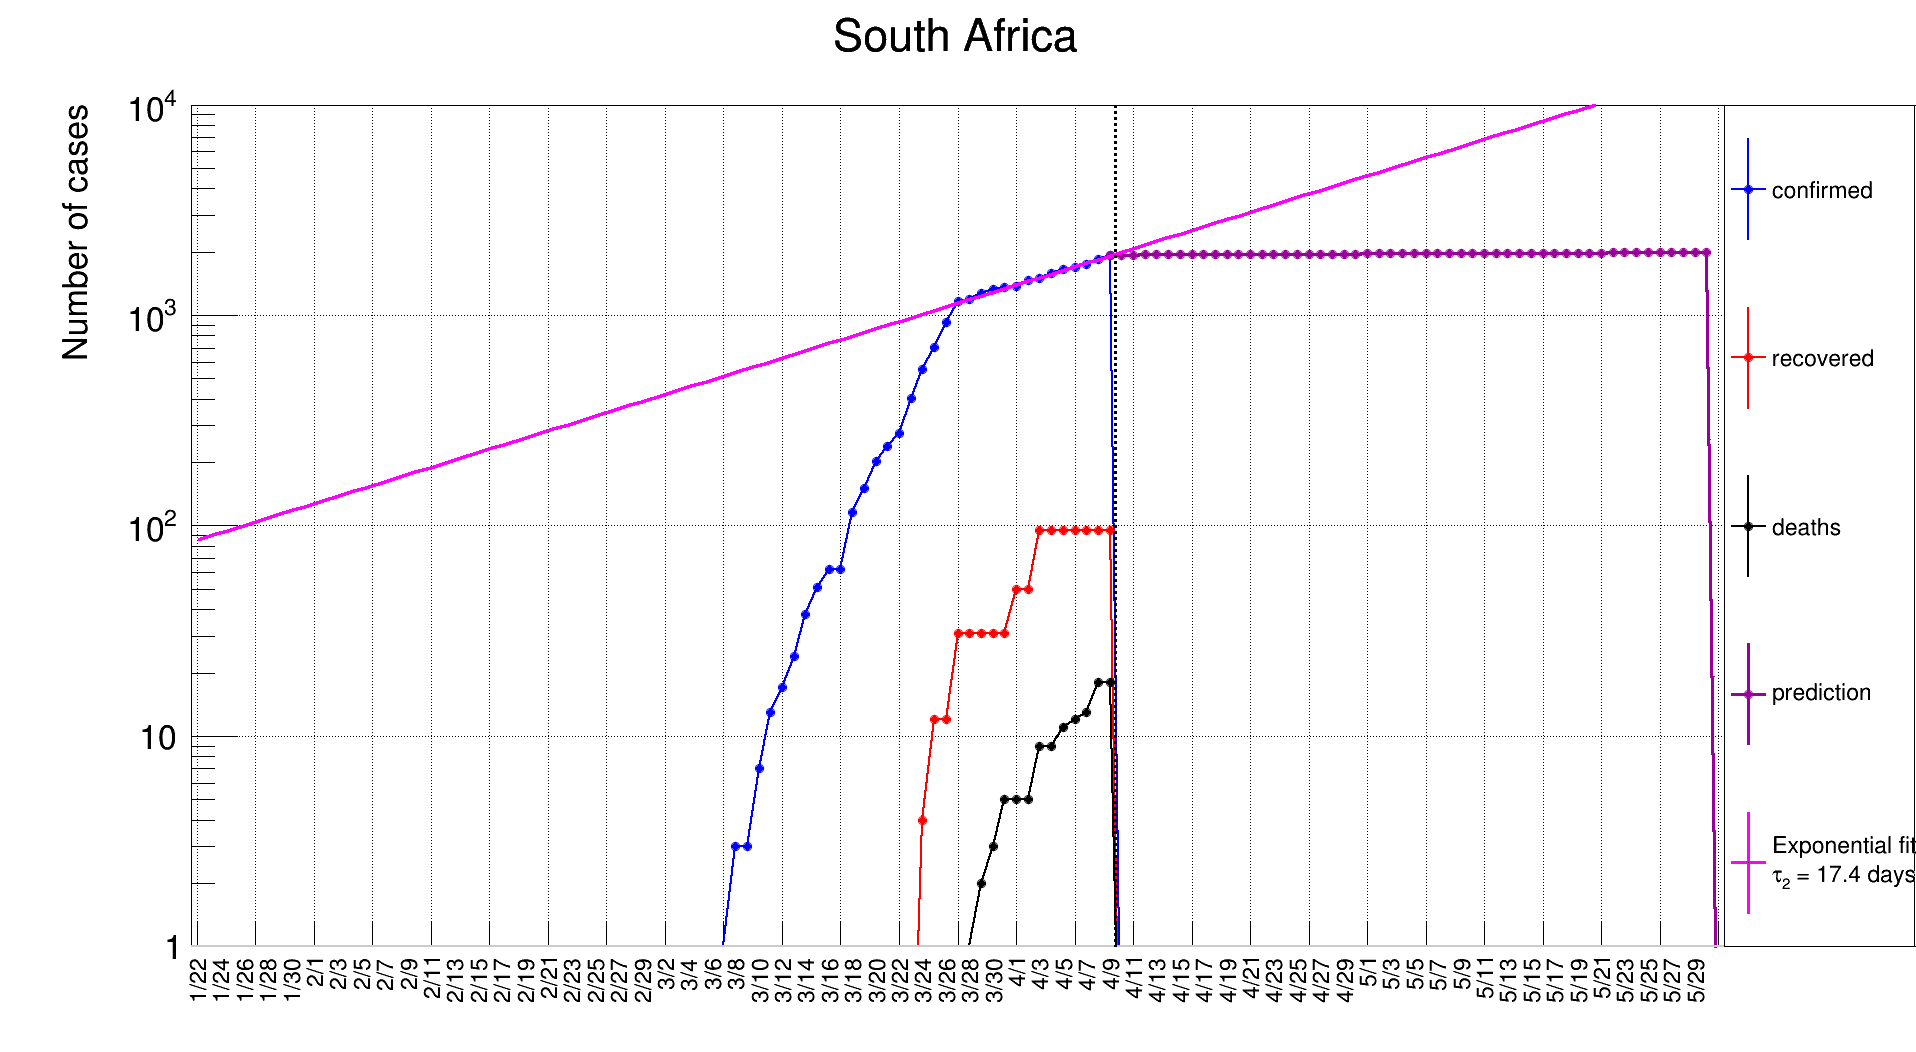 South Africa
Number of cases
10^4
10^3
10^2
10
1
1/22 1/24 1/26 1/28 1/30 2/1 2/3 2/5 2/7 2/9 2/11 2/13 2/15 2/17 2/19 2/21 2/23 2/25 2/27 2/29 3/2 3/4 3/6 3/8 3/10 3/12 3/14 3/16 3/18 3/20 3/22 3/24 3/26 3/28 3/30 4/1 4/3 4/5 4/7 4/9 4/11 4/13 4/15 4/17 4/19 4/21 4/23 4/25 4/27 4/29 5/1 5/3 5/5 5/7 5/9 5/11 5/13 5/15 5/17 5/19 5/21 5/23 5/25 5/27 5/29
confirmed
recovered
deaths
prediction
Exponential fit
τ₂ = 17.4 days